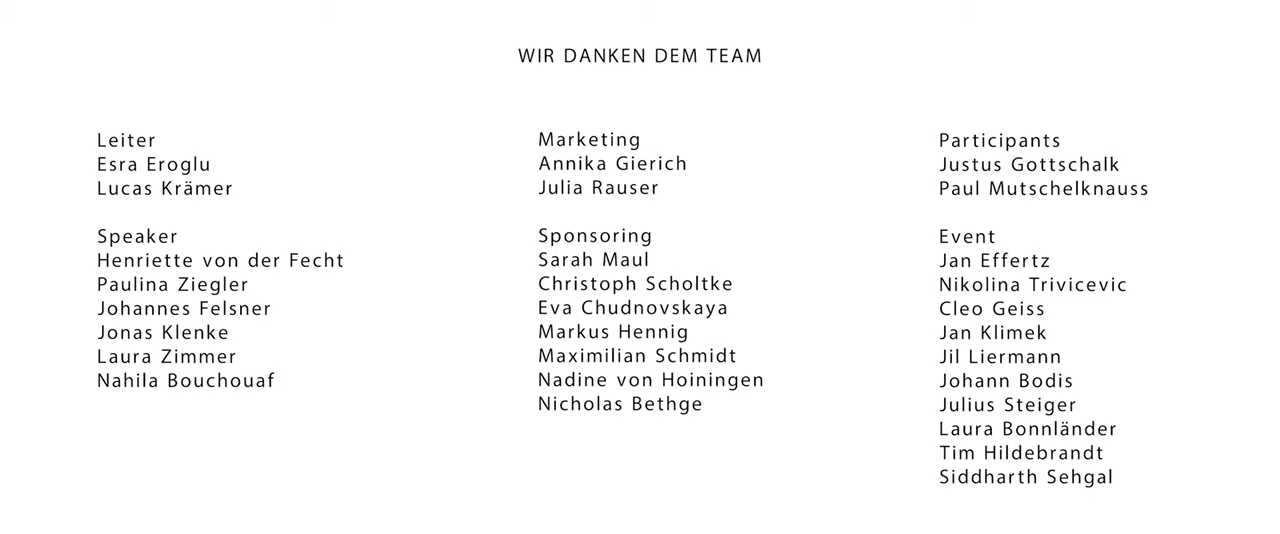 WIR DANKEN DEM TEAM
Leiter
Esra Eroglu
Lucas Krämer
Speaker
Henriette von der Fecht
Paulina Ziegler
Johannes Felsner
Jonas Klenke
Laura Zimmer
Nahila Bouchouaf
Marketing
Annika Gierich
Julia Rauser
Sponsoring
Sarah Maul
Christoph Scholtke
Eva Chudnovskaya
Markus Hennig
Maximilian Schmidt
Nadine von Hoiningen
Nicholas Bethge
Participants
Justus Gottschalk
Paul Mutschelknauss
Event
Jan Effertz
Nikolina Trivicevic
Cleo Geiss
Jan Klimek
Jil Liermann
Johann Bodis
Julius Steiger
Laura Bonnländer
Tim Hildebrandt
Siddharth Sehgal